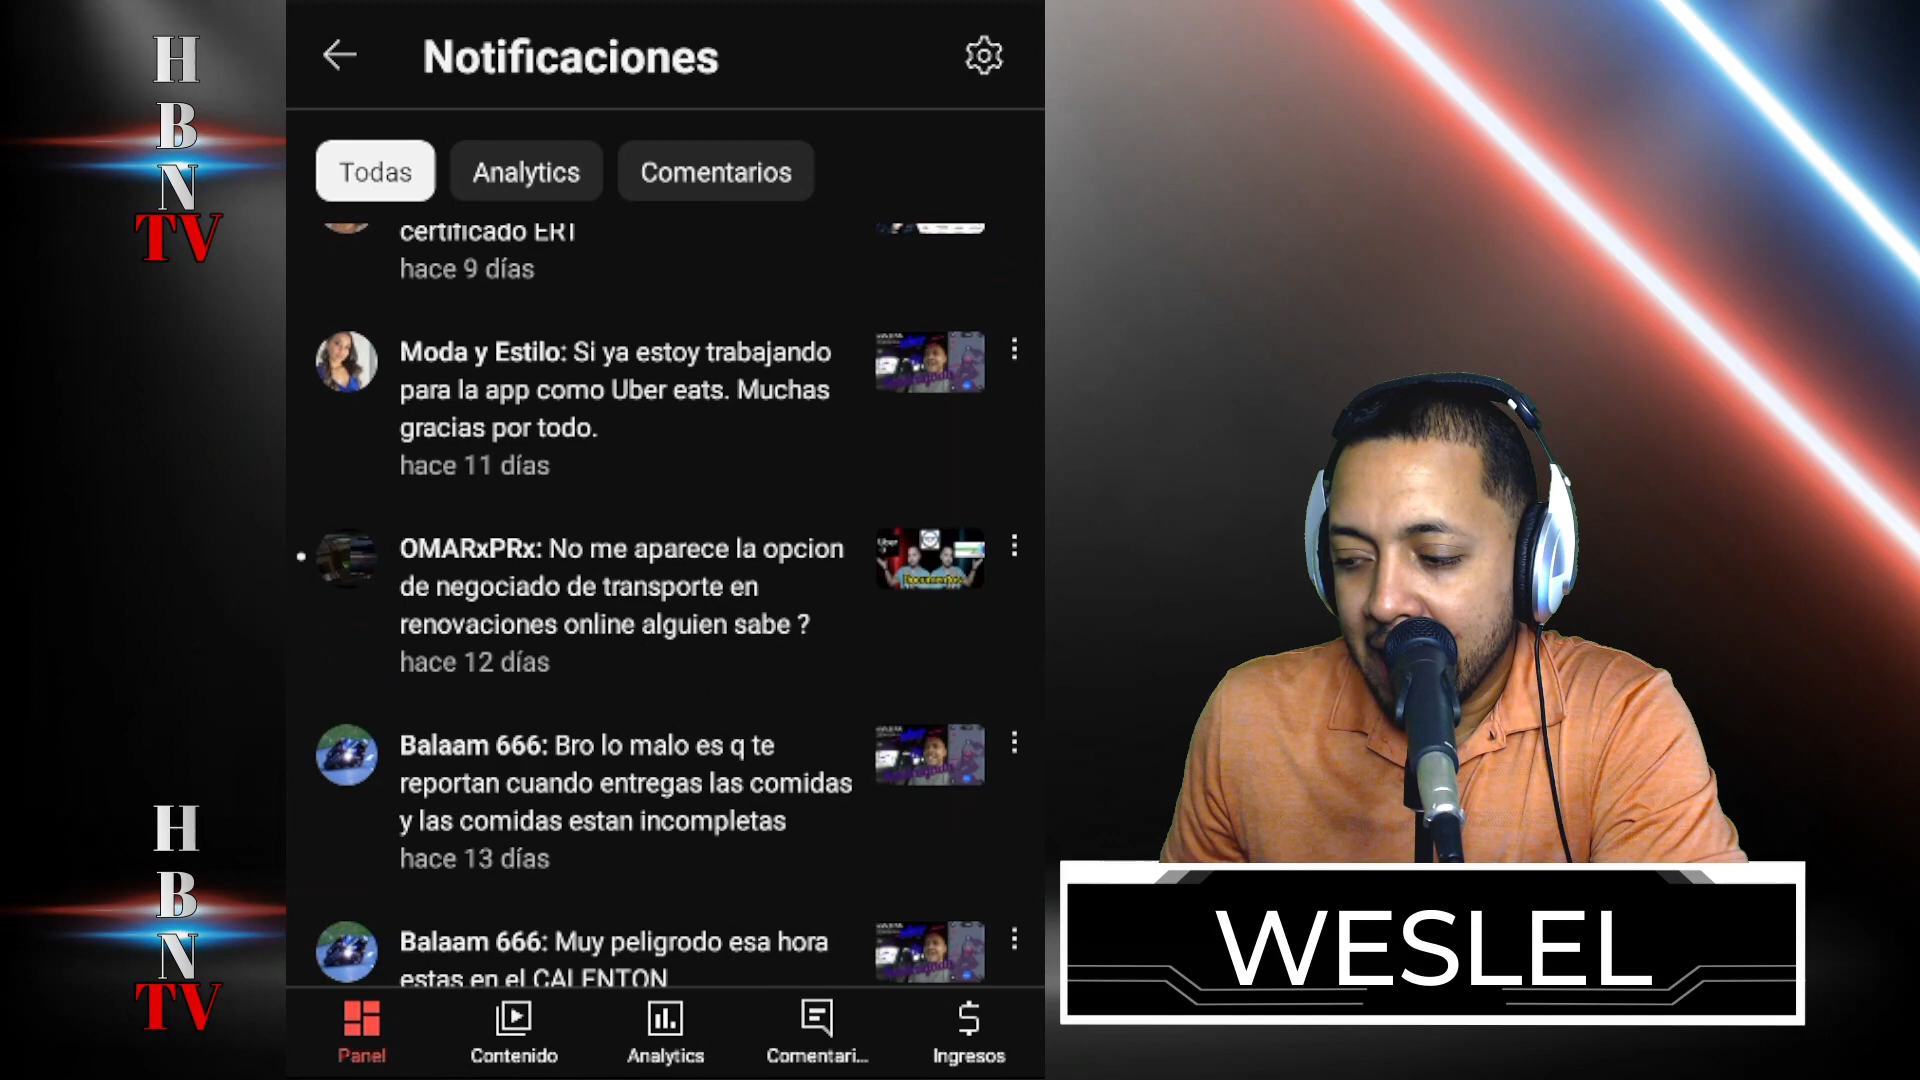 H
B
N
TV
H
B
N
TV
Notificaciones
Todas
Analytics
Comentarios
certificado ERT
hace 9 días
Moda y Estilo: Si ya estoy trabajando
para la app como Uber eats. Muchas
gracias por todo.
hace 11 días
OMARxPRx: No me aparece la opcion
de negociado de transporte en
renovaciones online alguien sabe ?
hace 12 días
Uber
Documentos
Balaam 666: Bro lo malo es q te
reportan cuando entregas las comidas
y las comidas estan incompletas
hace 13 días
Balaam 666: Muy peligrodo esa hora
estas en el CALENTON
Panel
Contenido
Analytics
Comentari...
Ingresos
WESLEL